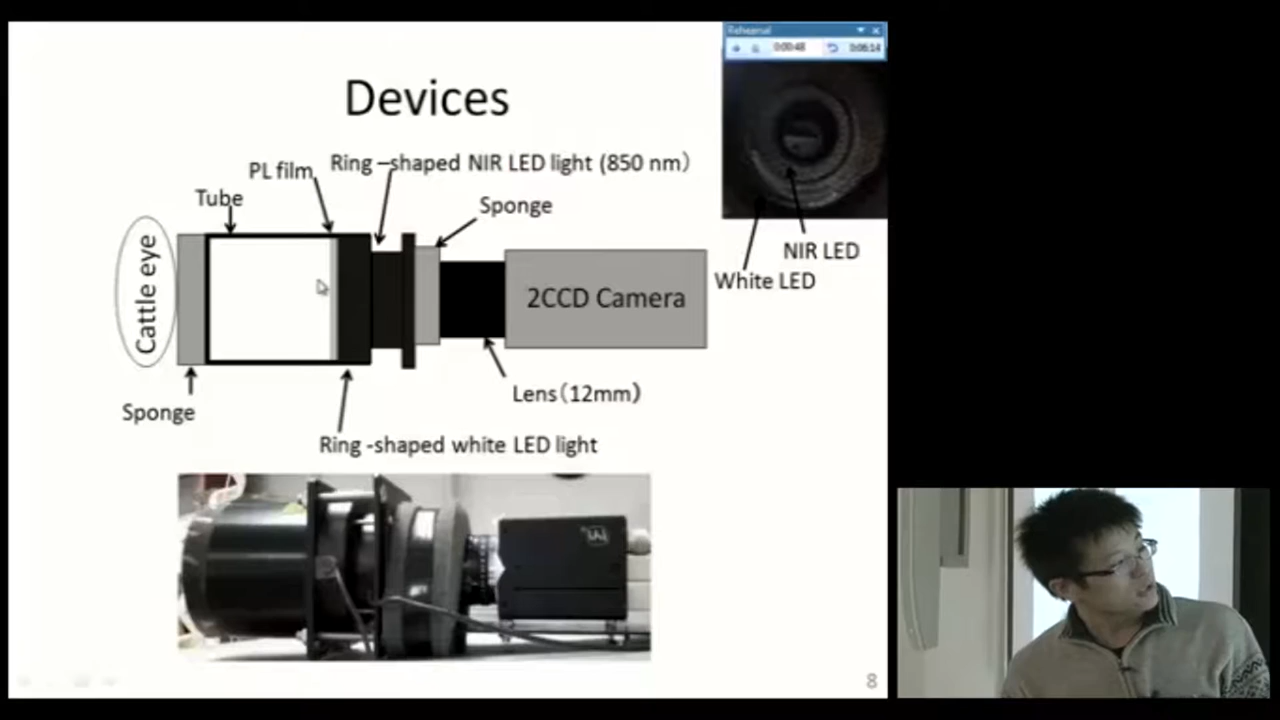 Devices
Rehearsal
0:00:48
0:06:14
PL film
Ring –shaped NIR LED light (850 nm)
Tube
Sponge
Cattle eye
2CCD Camera
NIR LED
White LED
Lens(12mm)
Sponge
Ring -shaped white LED light
8